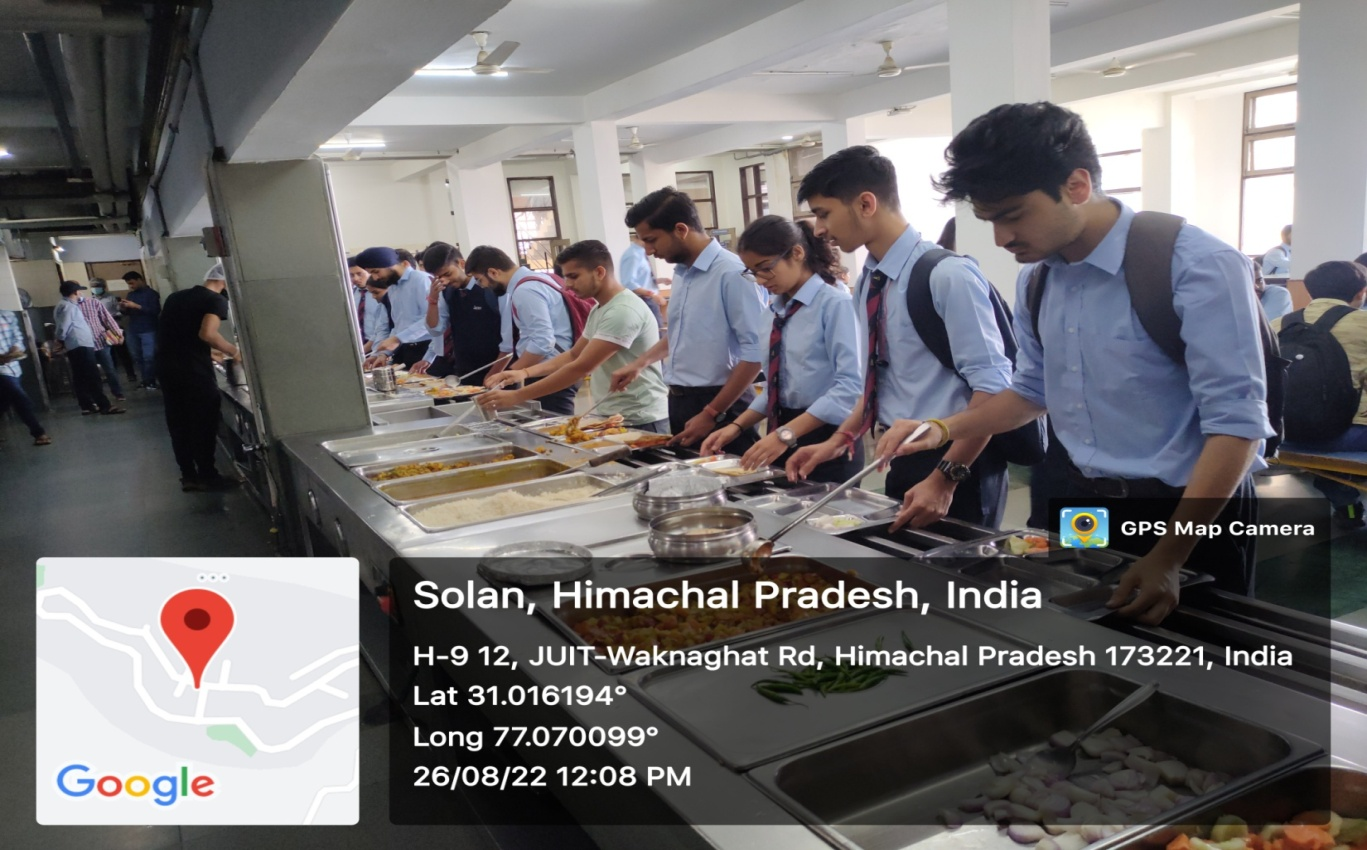 GPS Map Camera
Solan, Himachal Pradesh, India
H-9 12, JUIT-Waknaghat Rd, Himachal Pradesh 173221, India
Lat 31.016194°
Long 77.070099°
26/08/22 12:08 PM
Google